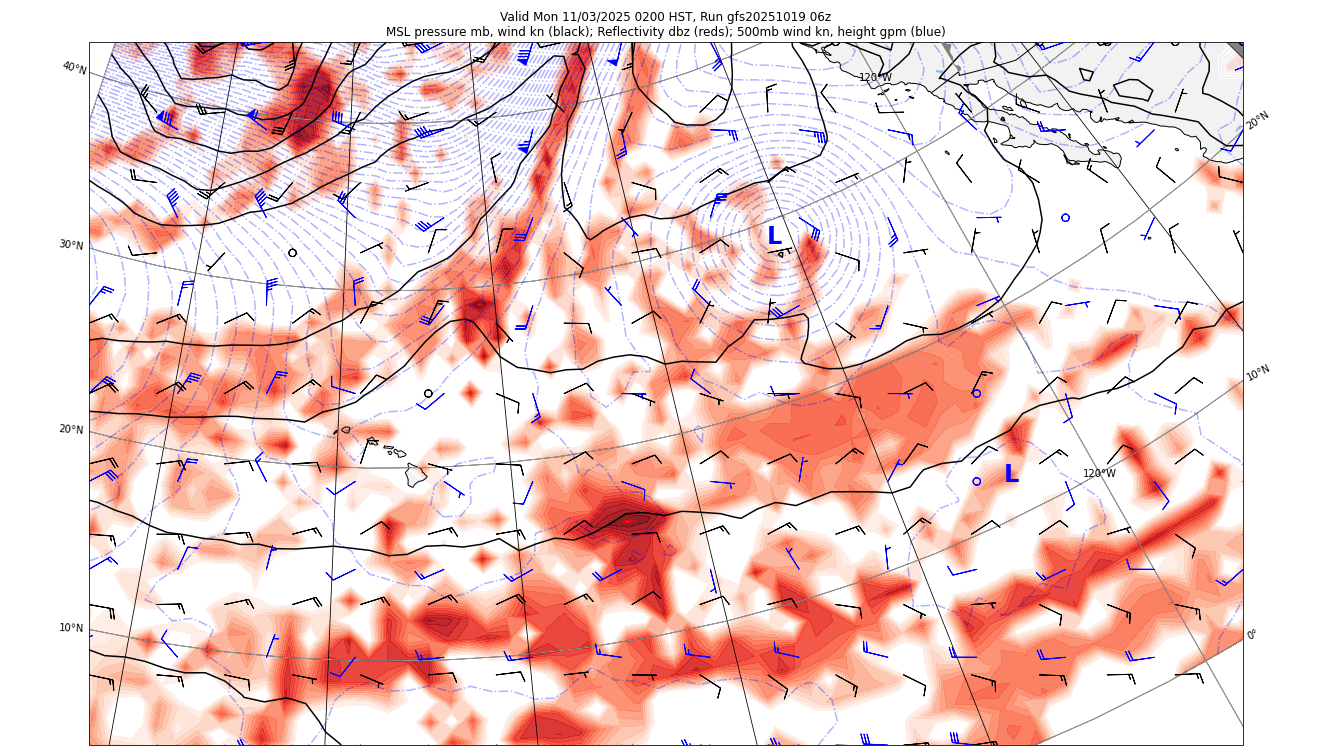 Valid Mon 11/03/2025 0200 HST, Run gfs20251019 06z
MSL pressure mb, wind kn (black); Reflectivity dbz (reds); 500mb wind kn, height gpm (blue)
40°N
120°W
20°N
30°N
L
10°N
20°N
L
120°W
10°N
0°